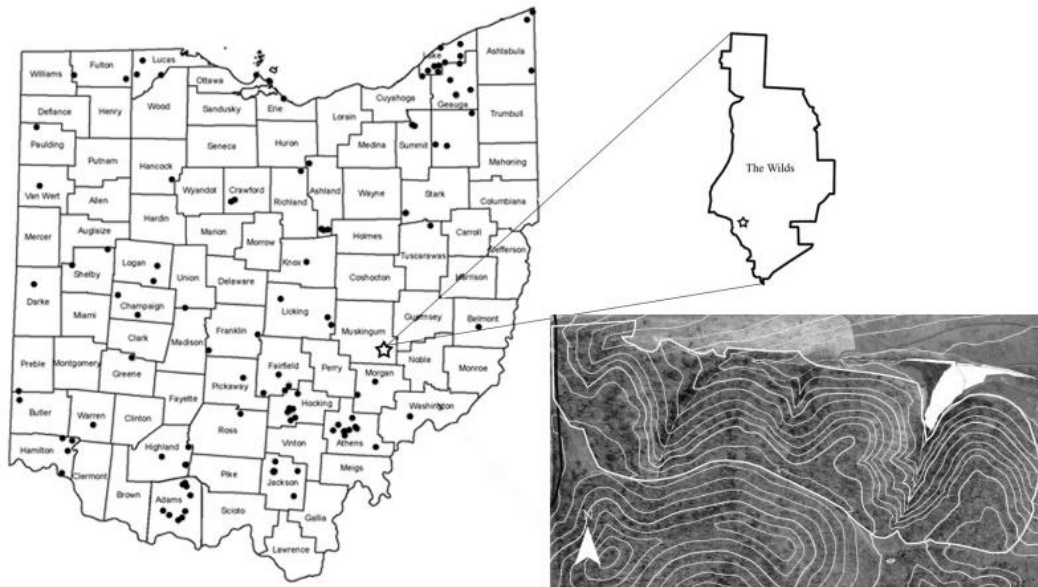 Ashtabula
Lake
Lucas
Fulton
Williams
Ottawa
Geauga
Cuyahoga
Erie
Wood
Sandusky
Lorain
Trumbull
Defiance
Henry
Huron
Medina
Summit
Seneca
Paulding
Mahoning
Putnam
Hancock
Ashland
Wyandot
Crawford
Richland
Wayne
Stark
Van Wert
Allen
Columbiana
Hardin
Marion
Carroll
Mercer
Auglaize
Morrow
Holmes
Jefferson
Tuscarawas
Logan
Knox
Shelby
Union
Coshocton
Harrison
Delaware
Darke
Champaign
Licking
Miami
Guernsey
Belmont
Muskingum
Franklin
Clark
Madison
Noble
Preble
Montgomery
Fairfield
Perry
Morgan
Monroe
Greene
Pickaway
Fayette
Hocking
Washington
Butler
Warren
Clinton
Ross
Athens
Vinton
Highland
Hamilton
Meigs
Clermont
Pike
Jackson
Brown
Adams
Scioto
Gallia
Lawrence
The Wilds